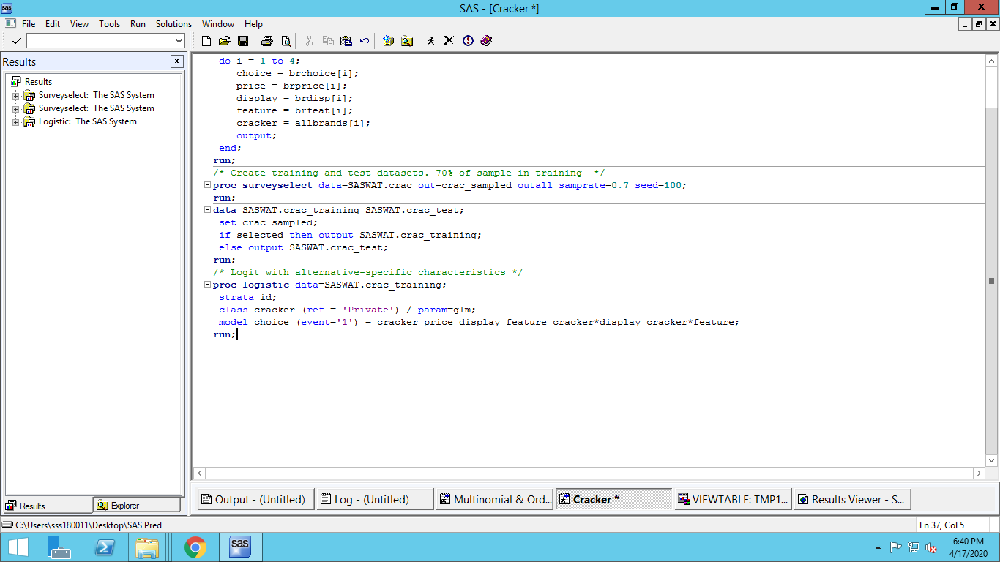 sas
SAS - [Cracker *]
File Edit View Tools Run Solutions Window Help
Results
Results
Surveyselect: The SAS System
Surveyselect: The SAS System
Logistic: The SAS System
do i = 1 to 4;
choice = brchoice[i];
price = brprice[i];
display = brdisp[i];
feature = brfeat[i];
cracker = allbrands[i];
output;
end;
run;
/* Create training and test datasets. 70% of sample in training */
proc surveyselect data=SASWAT.crac out=crac_sampled outall samprate=0.7 seed=100;
run;
data SASWAT.crac_training SASWAT.crac_test;
set crac_sampled;
if selected then output SASWAT.crac_training;
else output SASWAT.crac_test;
run;
/* Logit with alternative-specific characteristics */
proc logistic data=SASWAT.crac_training;
strata id;
class cracker (ref = 'Private') / param=glm;
model choice (event='1') = cracker price display feature cracker*display cracker*feature;
run;
Results Explorer
Output - (Untitled) Log - (Untitled) Multinomial & Ord... Cracker * VIEWTABLE: TMP1... Results Viewer - S...
C:\Users\sss180011\Desktop\SAS Pred
Ln 37, Col 5
sas
6:40 PM
4/17/2020